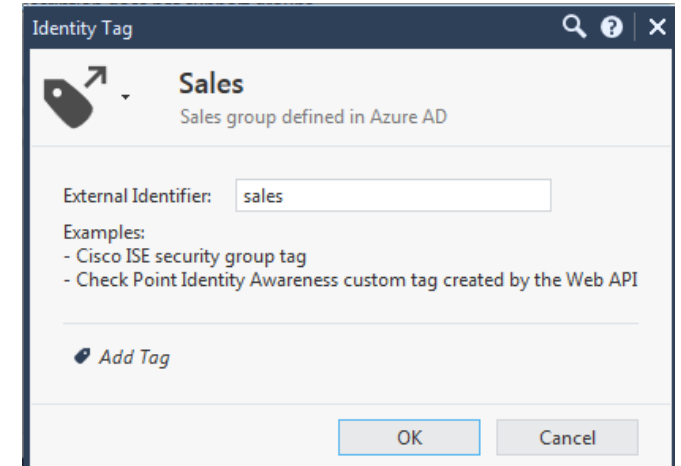 Identity Tag
Sales
Sales group defined in Azure AD
External Identifier: sales
Examples:
- Cisco ISE security group tag
- Check Point Identity Awareness custom tag created by the Web API
Add Tag
OK Cancel